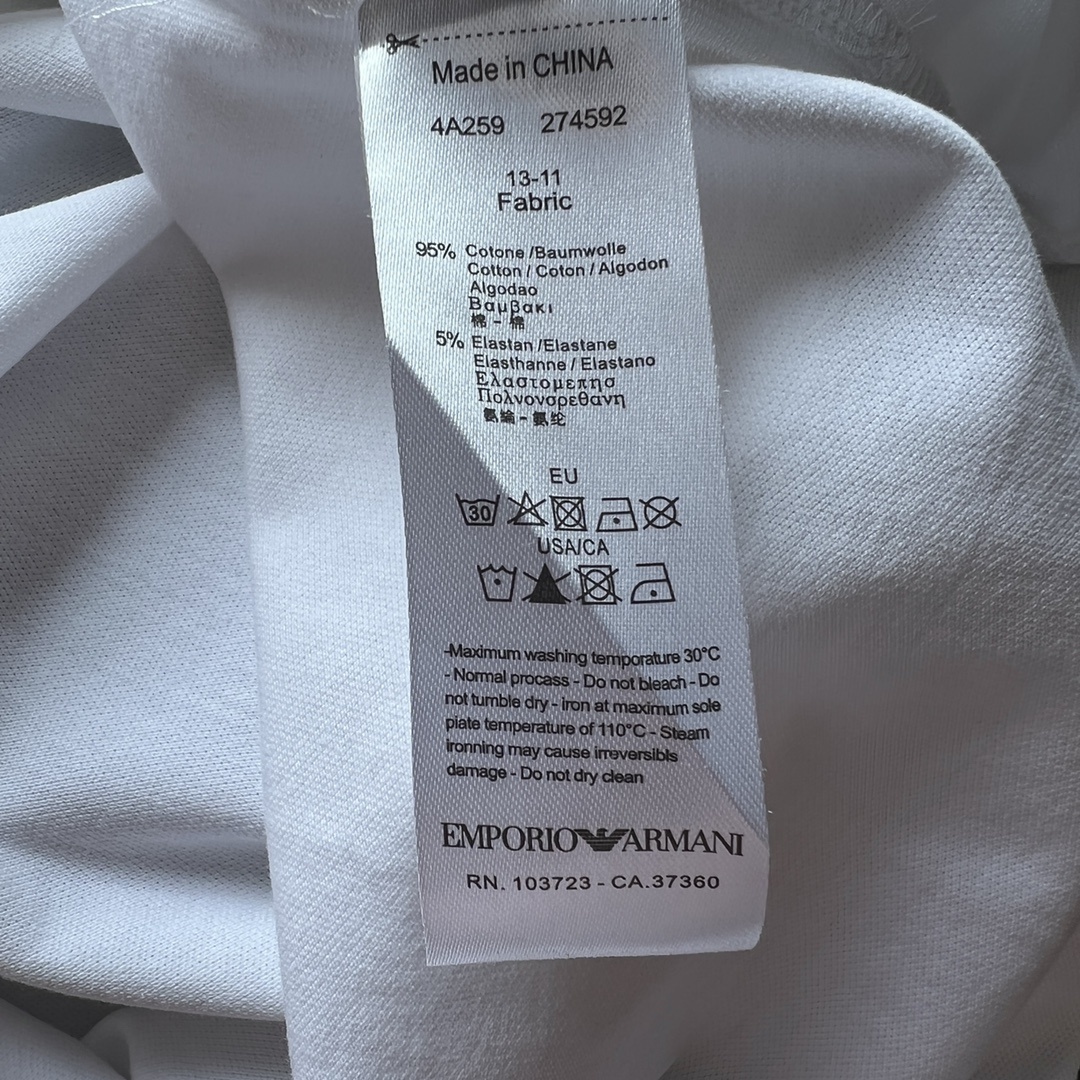 Made in CHINA
4A259 274592
13-11
Fabric
95% Cotone /Baumwolle
Cotton / Coton / Algodon
Algodao
Βαμβακι
棉 - 棉
5% Elastan /Elastane
Elasthanne / Elastano
Ελαστομεπησ
Πολνονορεθανη
氨綸 - 氨纶
EU
30
USA/CA
-Maximum washing temporature 30°C
- Normal procass - Do not bleach - Do
not tumble dry - Iron at maximum sole
plate temperature of 110°C - Steam
ironning may cause irreversibls
damage - Do not dry clean
EMPORIO ARMANI
RN. 103723 - CA.37360